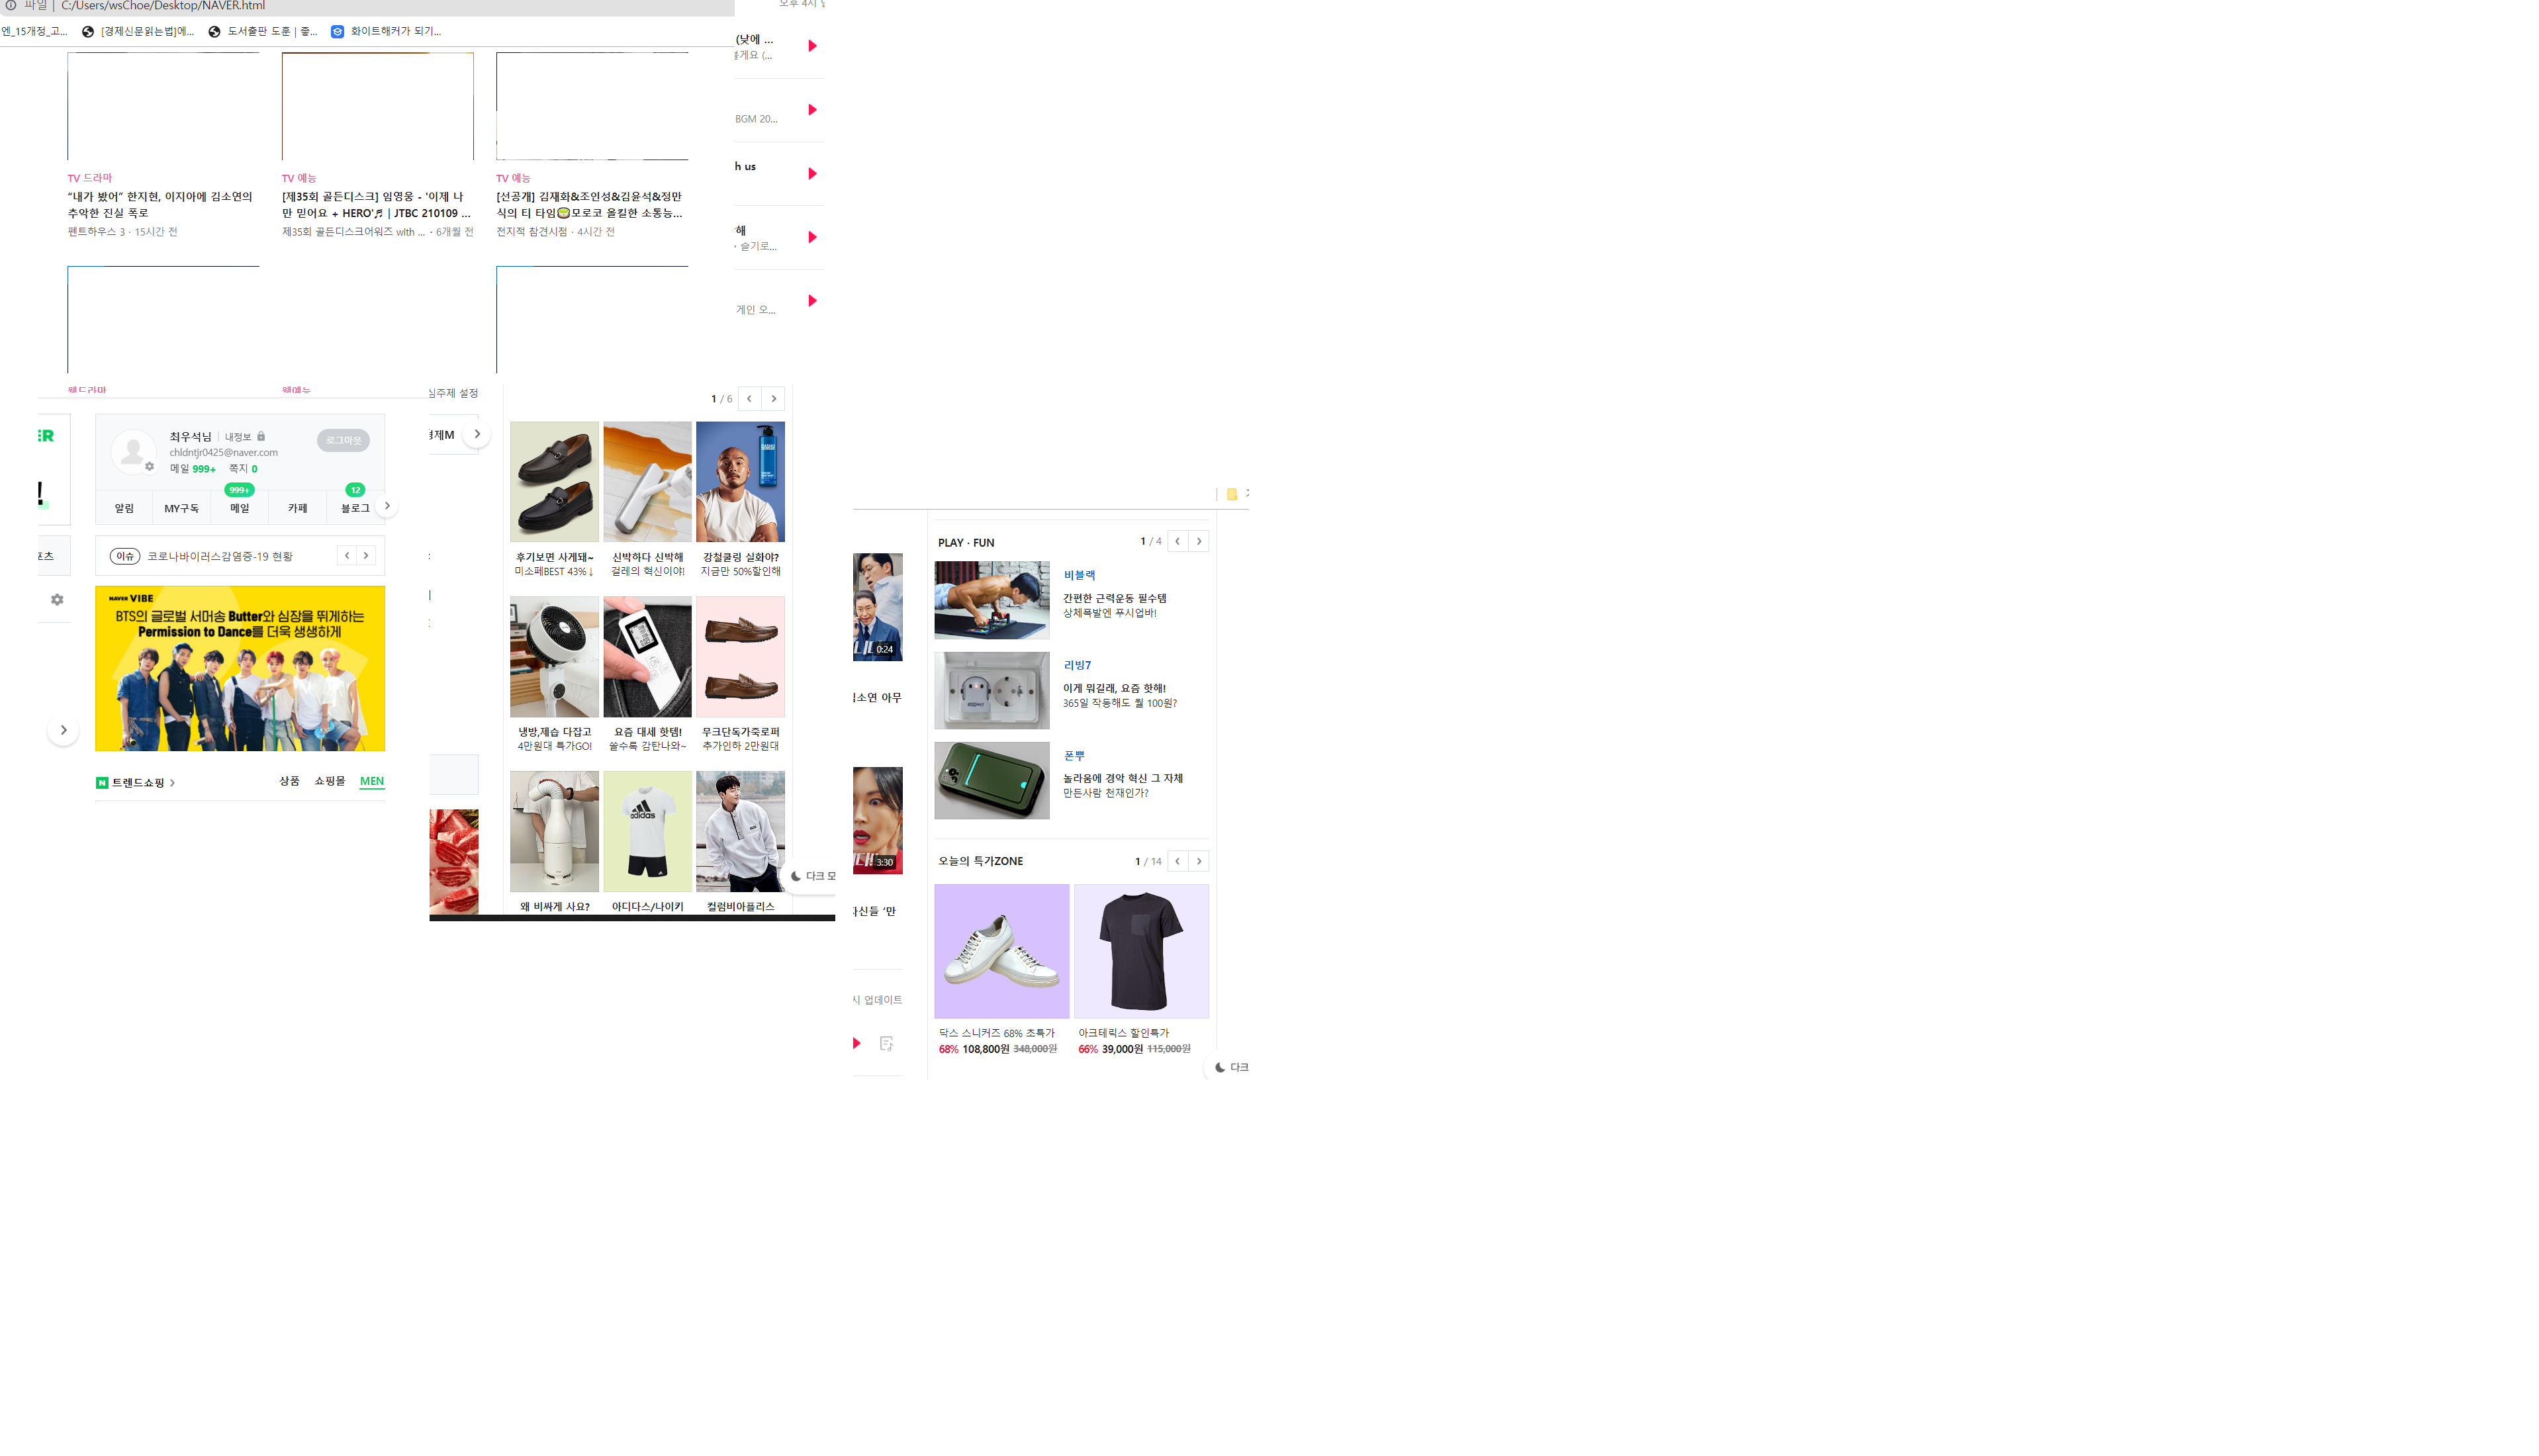 파일 | C:/Users/wsChoe/Desktop/NAVER.html
엔_15개정_고...
[경제신문읽는법]에...
도서출판 도훈 | 좋...
화이트해커가 되기...
(낮에 ...
BGM 20...
h us
해
· 슬기로...
게인 오...
TV 드라마
“내가 봤어” 한지현, 이지아에 김소연의
추악한 진실 폭로
펜트하우스 3 · 15시간 전
TV 예능
[제35회 골든디스크] 임영웅 - '이제 나
만 믿어요 + HERO'♬ | JTBC 210109 ...
제35회 골든디스크어워즈 with ... · 6개월 전
TV 예능
[선공개] 김재화&조인성&김윤석&정만
식의 티 타임🍵모로코 올킬한 소통능...
전지적 참견시점 · 4시간 전
웹드라마
웹예능
ER
!
최우석님 | 내정보
로그아웃
chldntjr0425@naver.com
메일 999+ 쪽지 0
999+
12
알림 MY구독 메일 카페 블로그
이슈 코로나바이러스감염증-19 현황
NAVER VIBE
BTS의 글로벌 서머송 Butter와 심장을 뛰게하는
Permission to Dance를 더욱 생생하게
N 트렌드쇼핑 >
상품 쇼핑몰 MEN
심주제 설정
경제M
1 / 6
후기보면 사게돼~
미소페BEST 43%↓
신박하다 신박해
걸레의 혁신이야!
강철쿨링 실화야?
지금만 50%할인해
냉방,제습 다잡고
4만원대 특가GO!
요즘 대세 핫템!
쓸수록 감탄나와~
무크단독가죽로퍼
추가인하 2만원대
adidas
왜 비싸게 사요?
아디다스/나이키
컬럼비아플리스
다크 모
0:24
김소연 아무
3:30
자신들 ‘만
시 업데이트
PLAY · FUN
1 / 4
비블랙
간편한 근력운동 필수템
상체폭발엔 푸시업바!
리빙7
이게 뭐길래, 요즘 핫해!
365일 작동해도 월 100원?
폰뿌
놀라움에 경악 혁신 그 자체
만든사람 천재인가?
오늘의 특가ZONE
1 / 14
닥스 스니커즈 68% 초특가
68% 108,800원 348,000원
아크테릭스 할인특가
66% 39,000원 115,000원
다크